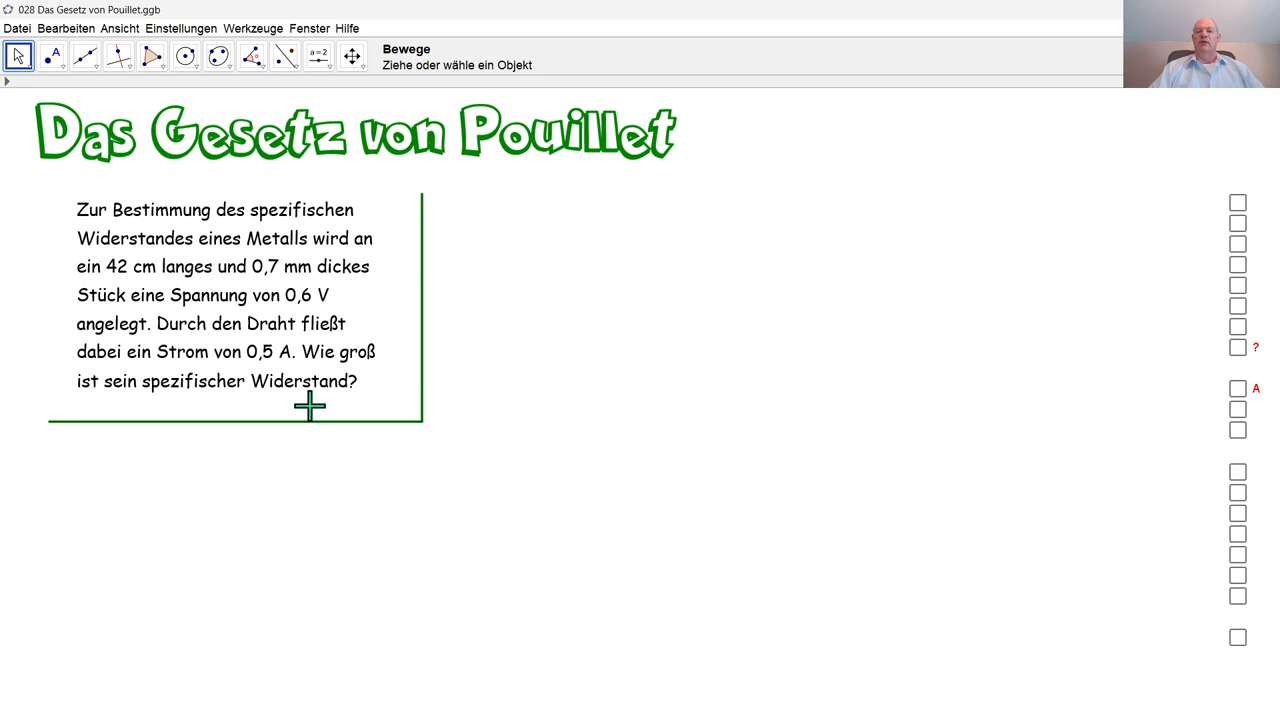 028 Das Gesetz von Pouillet.ggb
Datei Bearbeiten Ansicht Einstellungen Werkzeuge Fenster Hilfe
A
a=2
Bewege
Ziehe oder wähle ein Objekt
Das Gesetz von Pouillet
Zur Bestimmung des spezifischen
Widerstandes eines Metalls wird an
ein 42 cm langes und 0,7 mm dickes
Stück eine Spannung von 0,6 V
angelegt. Durch den Draht fließt
dabei ein Strom von 0,5 A. Wie groß
ist sein spezifischer Widerstand?
?
A